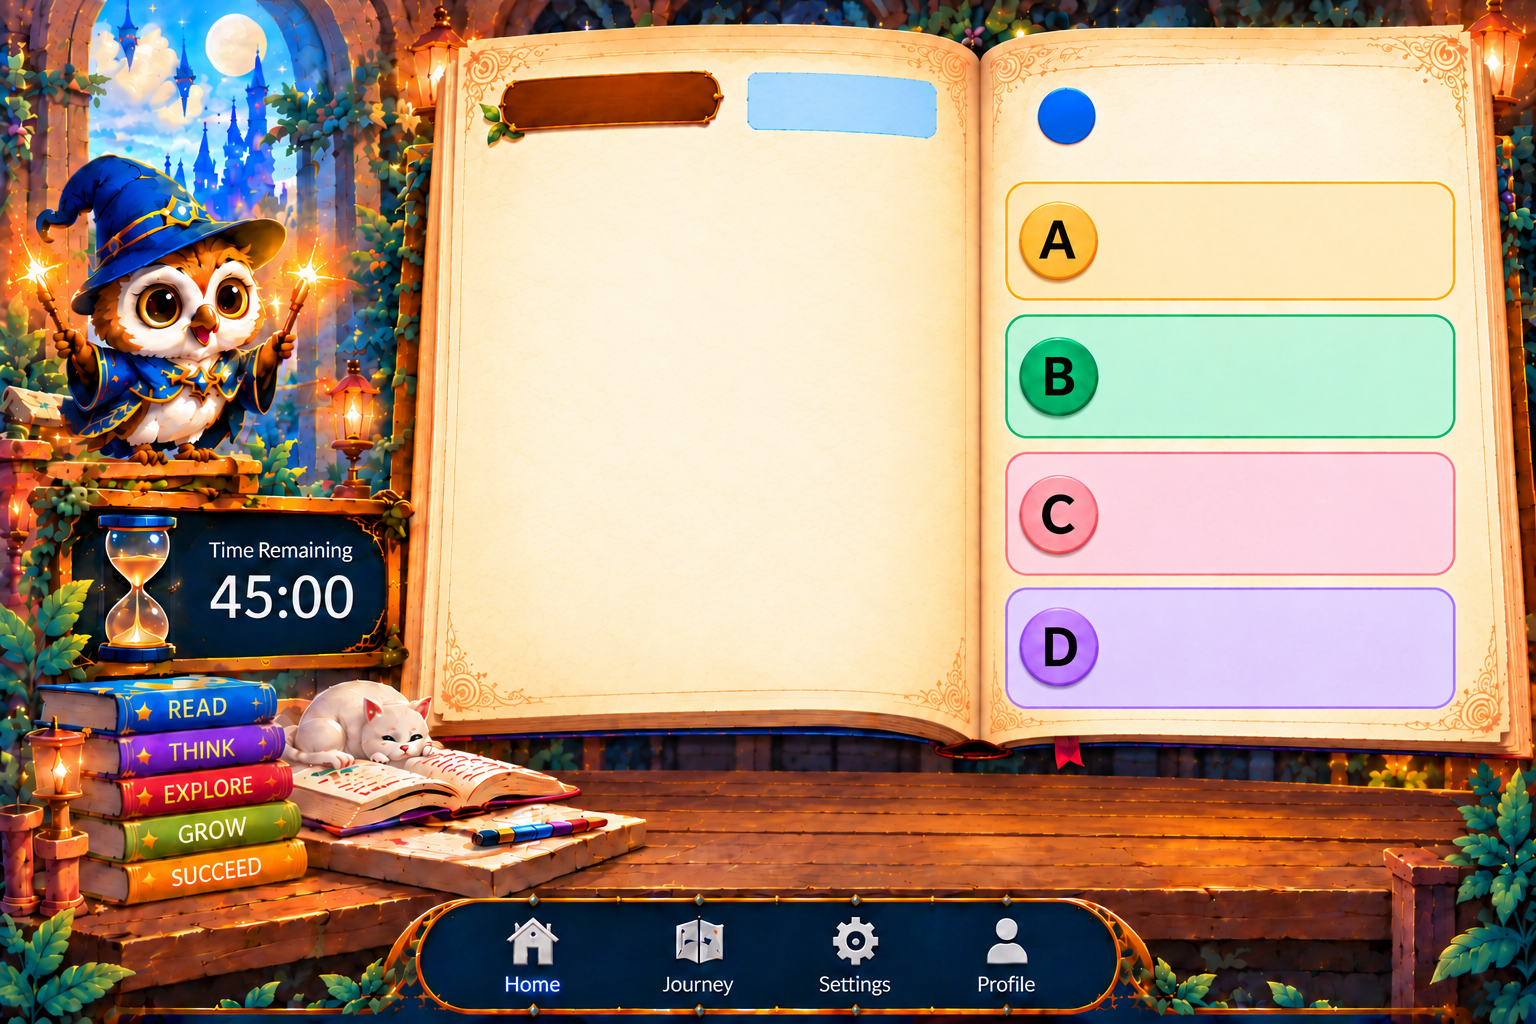 A
B
C
D
Time Remaining
45:00
READ
THINK
EXPLORE
GROW
SUCCEED
Home
Journey
Settings
Profile